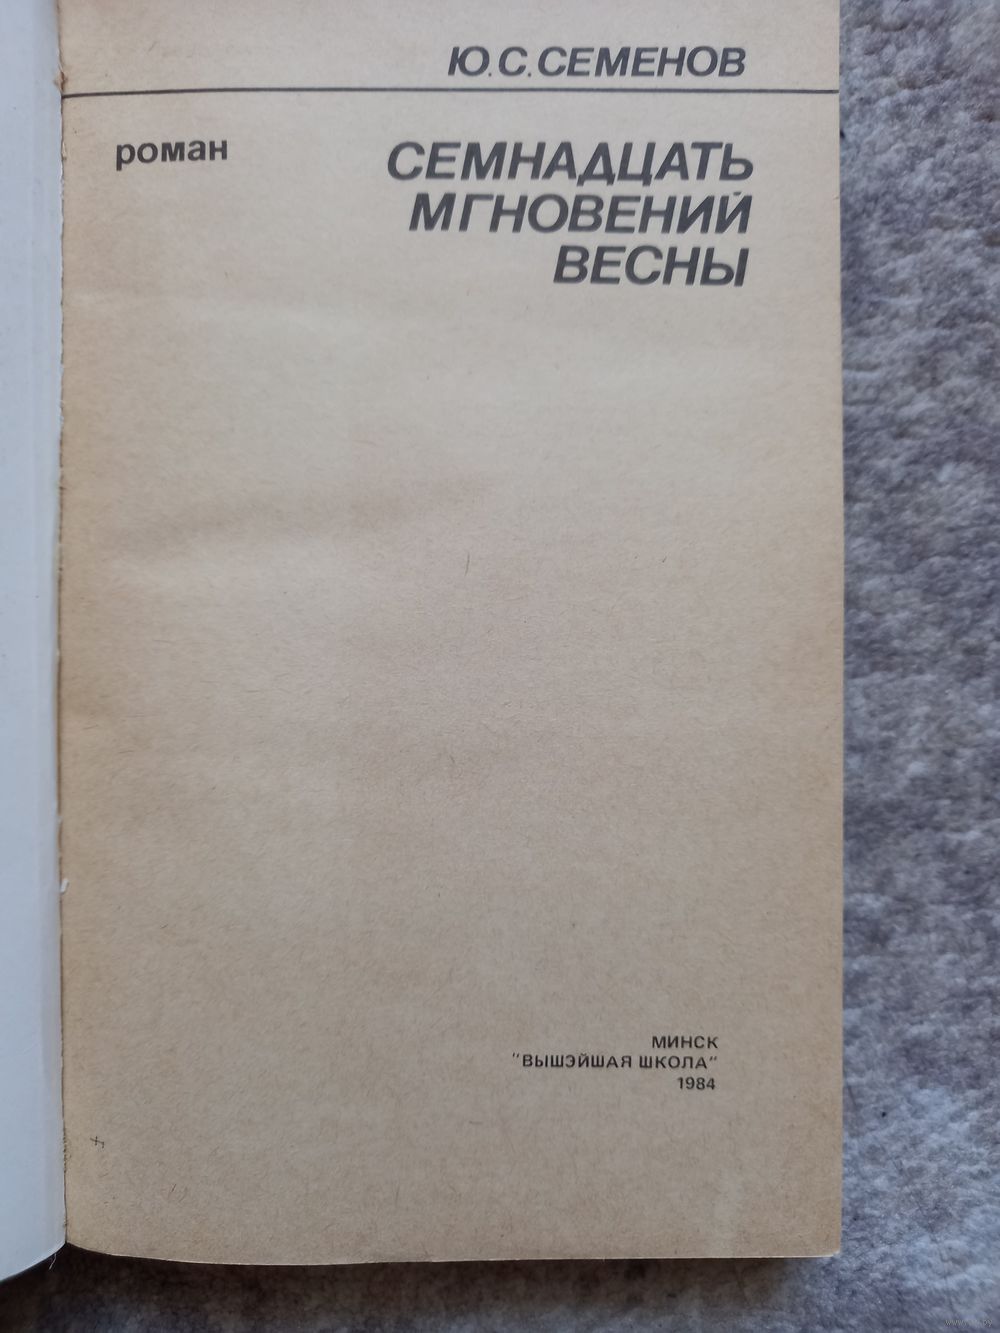 Ю.С.СЕМЕНОВ
роман
СЕМНАДЦАТЬ
МГНОВЕНИЙ
ВЕСНЫ
МИНСК
"ВЫШЭЙШАЯ ШКОЛА"
1984